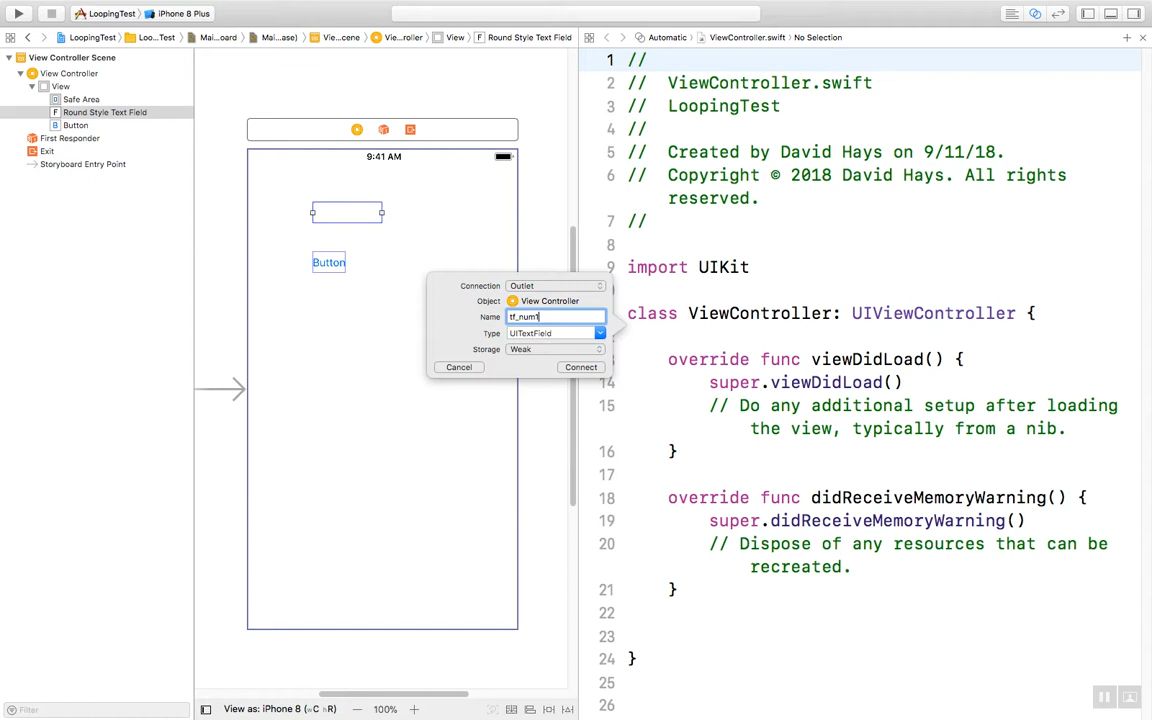 LoopingTest
iPhone 8 Plus
LoopingTest
Loo...Test
Mai...oard
Mai...ase)
Vie...cene
Vie...roller
View
Round Style Text Field
Automatic
ViewController.swift
No Selection
View Controller Scene
View Controller
View
Safe Area
F Round Style Text Field
B Button
First Responder
Exit
Storyboard Entry Point
9:41 AM
Button
Connection Outlet
Object View Controller
Name tf_num1
Type UITextField
Storage Weak
Cancel Connect
1 //
2 // ViewController.swift
3 // LoopingTest
4 //
5 // Created by David Hays on 9/11/18.
6 // Copyright © 2018 David Hays. All rights
reserved.
7 //
8
9 import UIKit
class ViewController: UIViewController {
override func viewDidLoad() {
14 super.viewDidLoad()
15 // Do any additional setup after loading
the view, typically from a nib.
16 }
17
18 override func didReceiveMemoryWarning() {
19 super.didReceiveMemoryWarning()
20 // Dispose of any resources that can be
recreated.
21 }
22
23
24 }
25
26
Filter
View as: iPhone 8 (wC hR)
100%